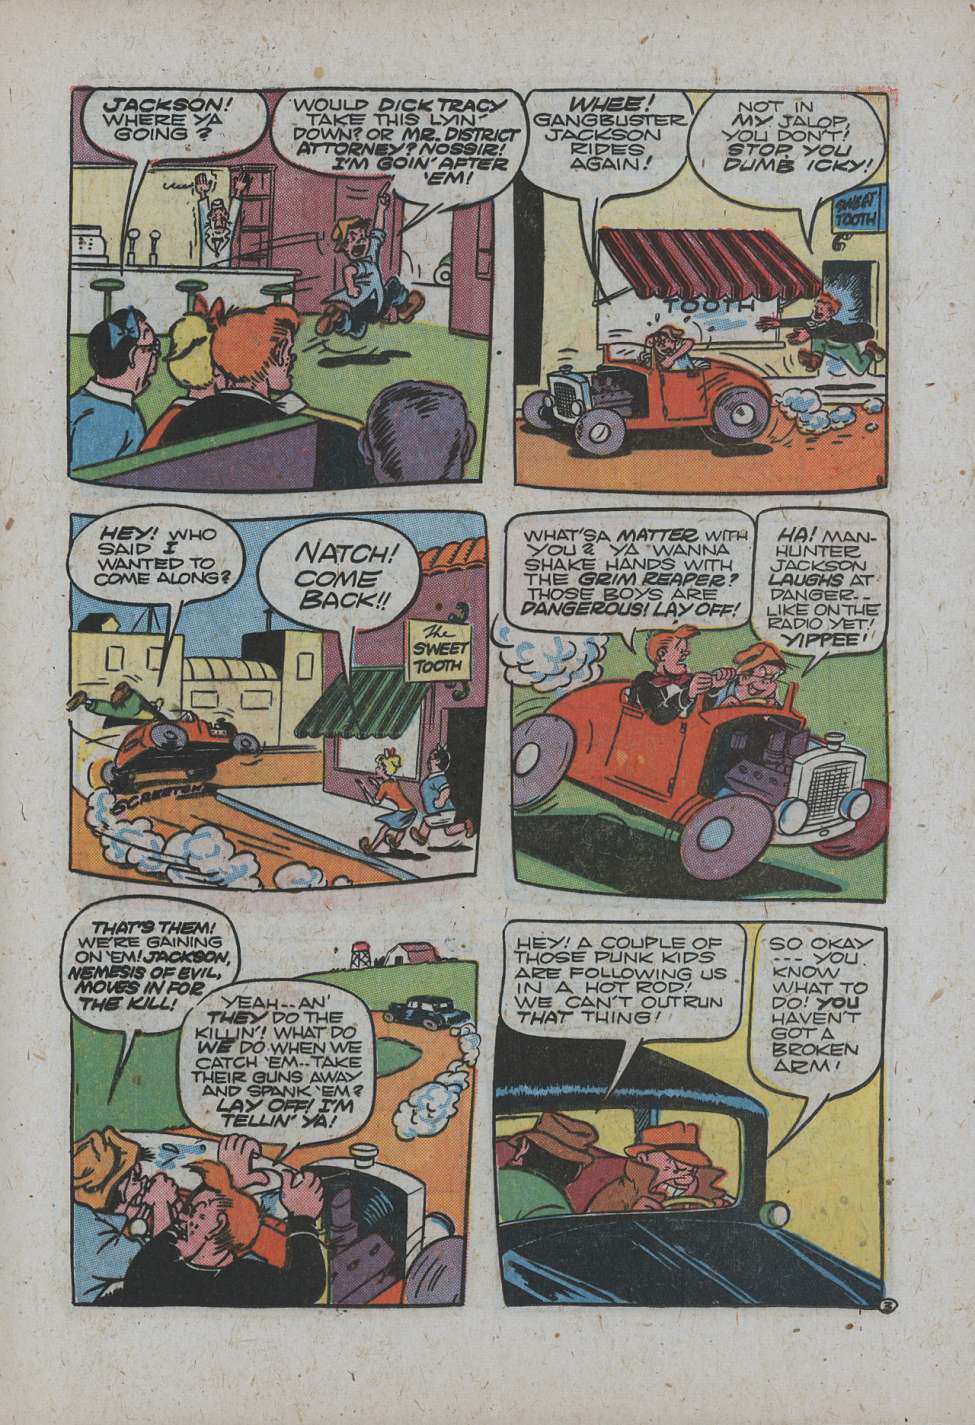 JACKSON!
WHERE YA
GOING?
WOULD DICK TRACY
TAKE THIS LYIN'
DOWN? OR MR. DISTRICT
ATTORNEY? NOSSIR!
I'M GOIN' AFTER
'EM!
WHEE!
GANGBUSTER
JACKSON
RIDES
AGAIN!
NOT IN
MY JALOP,
YOU DON'T!
STOP, YOU
DUMB ICKY!
SWEET
TOOTH
TOOTH
HEY! WHO
SAID I
WANTED TO
COME ALONG?
NATCH!
COME
BACK!!
The
SWEET
TOOTH
SCREETCH
WHAT'SA MATTER WITH
YOU? YA WANNA
SHAKE HANDS WITH
THE GRIM REAPER?
THOSE BOYS ARE
DANGEROUS! LAY OFF!
HA! MAN-
HUNTER
JACKSON
LAUGHS AT
DANGER--
LIKE ON THE
RADIO YET!
YIPPEE!
THAT'S THEM!
WE'RE GAINING
ON 'EM! JACKSON,
NEMESIS OF EVIL,
MOVES IN FOR
THE KILL!
YEAH--AN'
THEY DO THE
KILLIN'! WHAT DO
WE DO WHEN WE
CATCH 'EM--TAKE
THEIR GUNS AWAY
AND SPANK 'EM?
LAY OFF! I'M
TELLIN' YA!
HEY! A COUPLE OF
THOSE PUNK KIDS
ARE FOLLOWING US
IN A HOT ROD!
WE CAN'T OUTRUN
THAT THING!
SO OKAY
--- YOU
KNOW
WHAT TO
DO! YOU
HAVEN'T
GOT A
BROKEN
ARM!
3